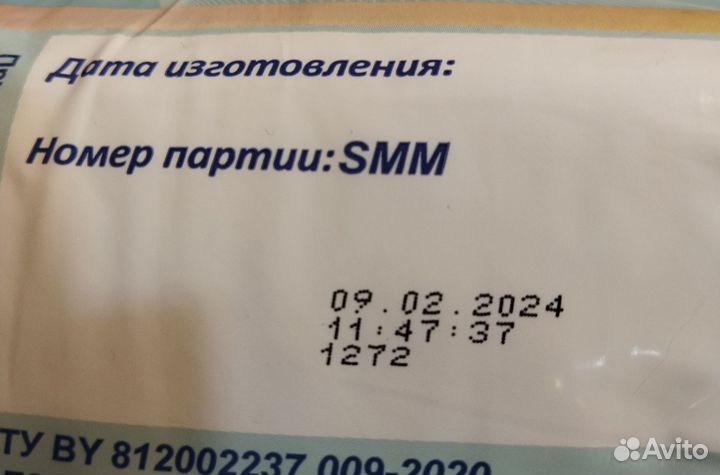 Дата изготовления:
Номер партии: SMM
09.02.2024
11:47:37
1272
ТУ BY 812002237.009-2020
Avito